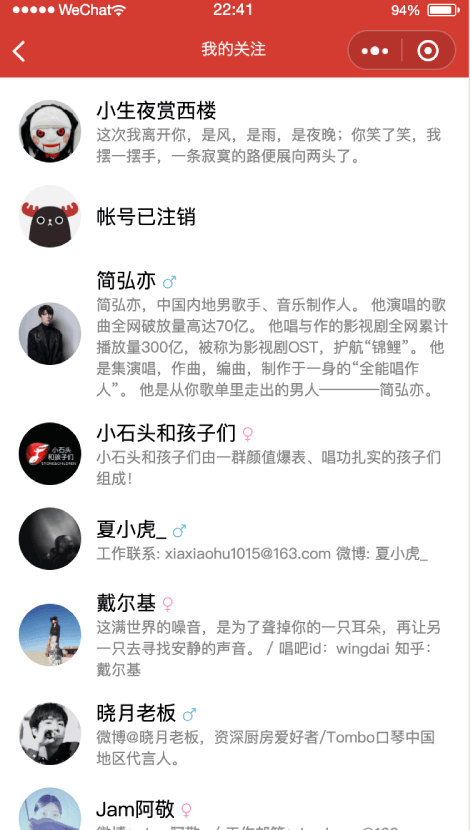 WeChat 22:41 94%
我的关注
小生夜赏西楼
这次我离开你，是风，是雨，是夜晚；你笑了笑，我
摆一摆手，一条寂寞的路便展向两头了。
帐号已注销
简弘亦
简弘亦，中国内地男歌手、音乐制作人。 他演唱的歌
曲全网破放量高达70亿。 他唱与作的影视剧全网累计
播放量300亿，被称为影视剧OST，护航“锦鲤”。 他
是集演唱，作曲，编曲，制作于一身的“全能唱作
人”。 他是从你歌单里走出的男人————简弘亦。
小石头和孩子们
小石头
和孩子们
STONE&CHILDREN
小石头和孩子们由一群颜值爆表、唱功扎实的孩子们
组成！
夏小虎_
工作联系: xiaxiaohu1015@163.com 微博: 夏小虎_
戴尔基
这满世界的噪音，是为了聋掉你的一只耳朵，再让另
一只去寻找安静的声音。 / 唱吧id：wingdai 知乎：
戴尔基
晓月老板
微博@晓月老板，资深厨房爱好者/Tombo口琴中国
地区代言人。
Jam阿敬